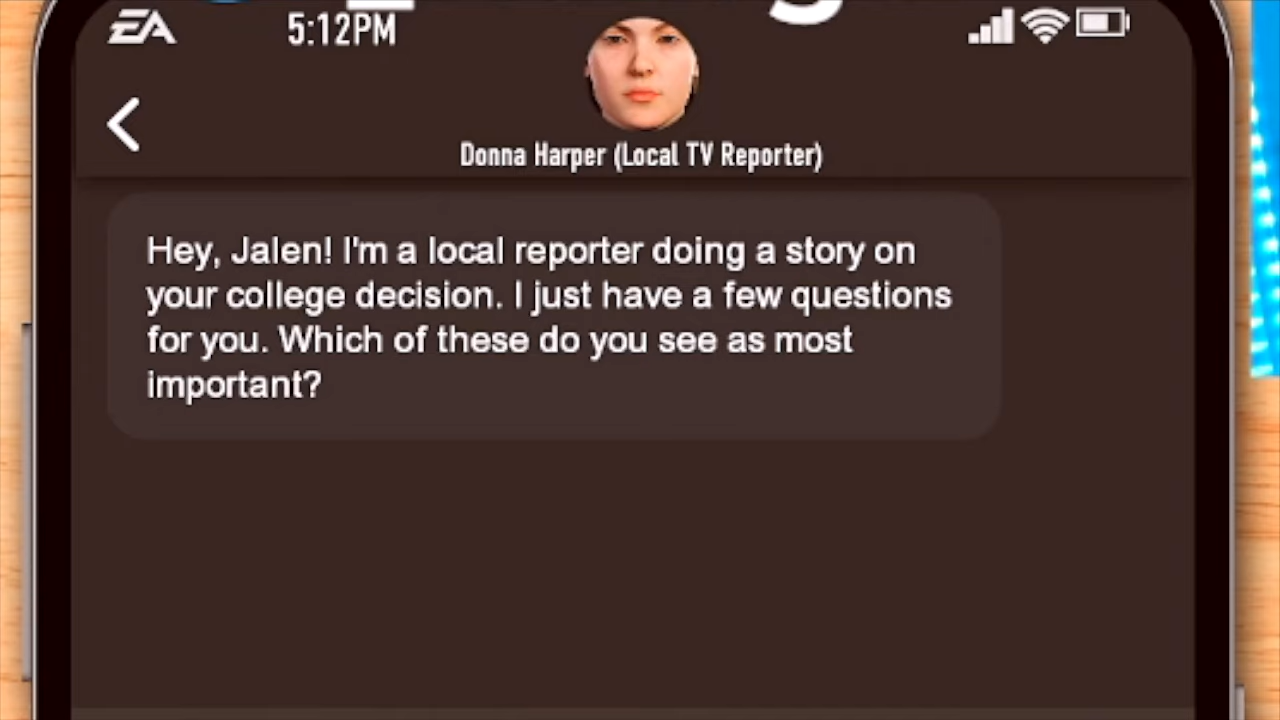 EA
5:12PM
Donna Harper (Local TV Reporter)
Hey, Jalen! I'm a local reporter doing a story on
your college decision. I just have a few questions
for you. Which of these do you see as most
important?